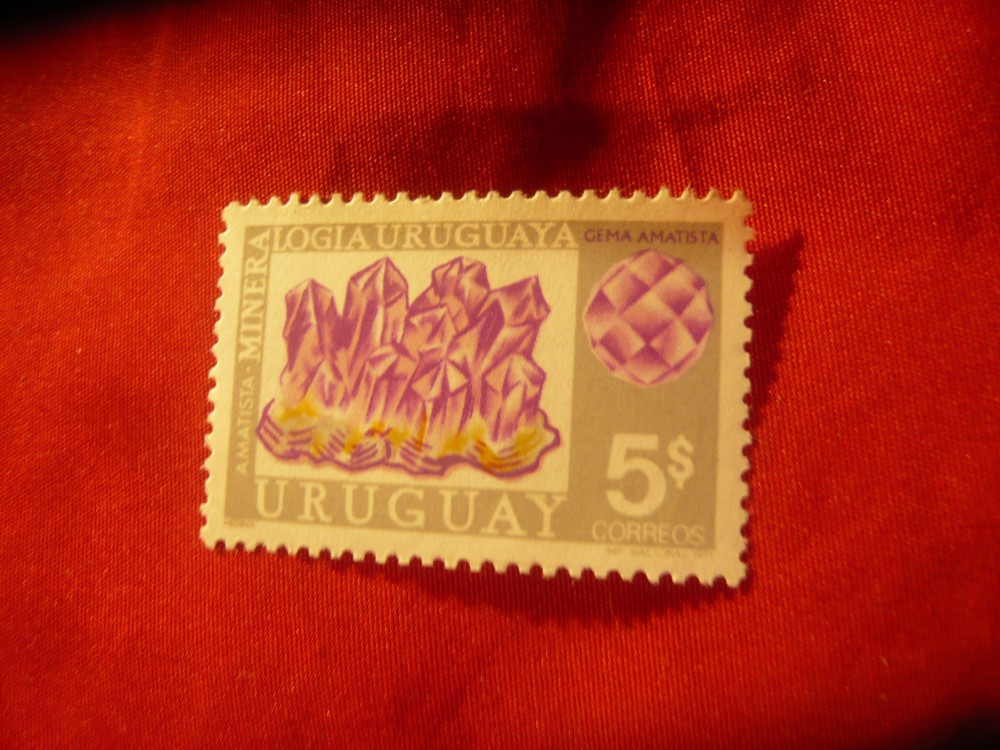 AMATISTA · MINERALOGIA URUGUAYA
GEMA AMATISTA
5$
URUGUAY
CORREOS